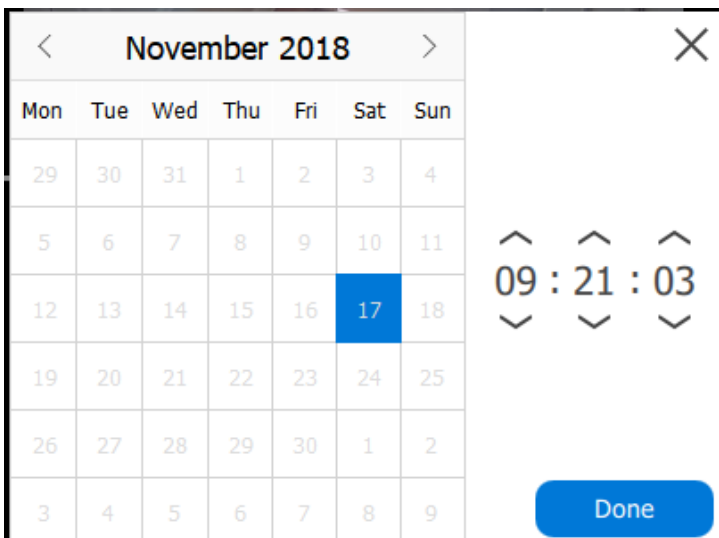 November 2018
Mon Tue Wed Thu Fri Sat Sun
29 30 31 1 2 3 4
5 6 7 8 9 10 11
12 13 14 15 16 17 18
19 20 21 22 23 24 25
26 27 28 29 30 1 2
3 4 5 6 7 8 9
09 : 21 : 03
Done